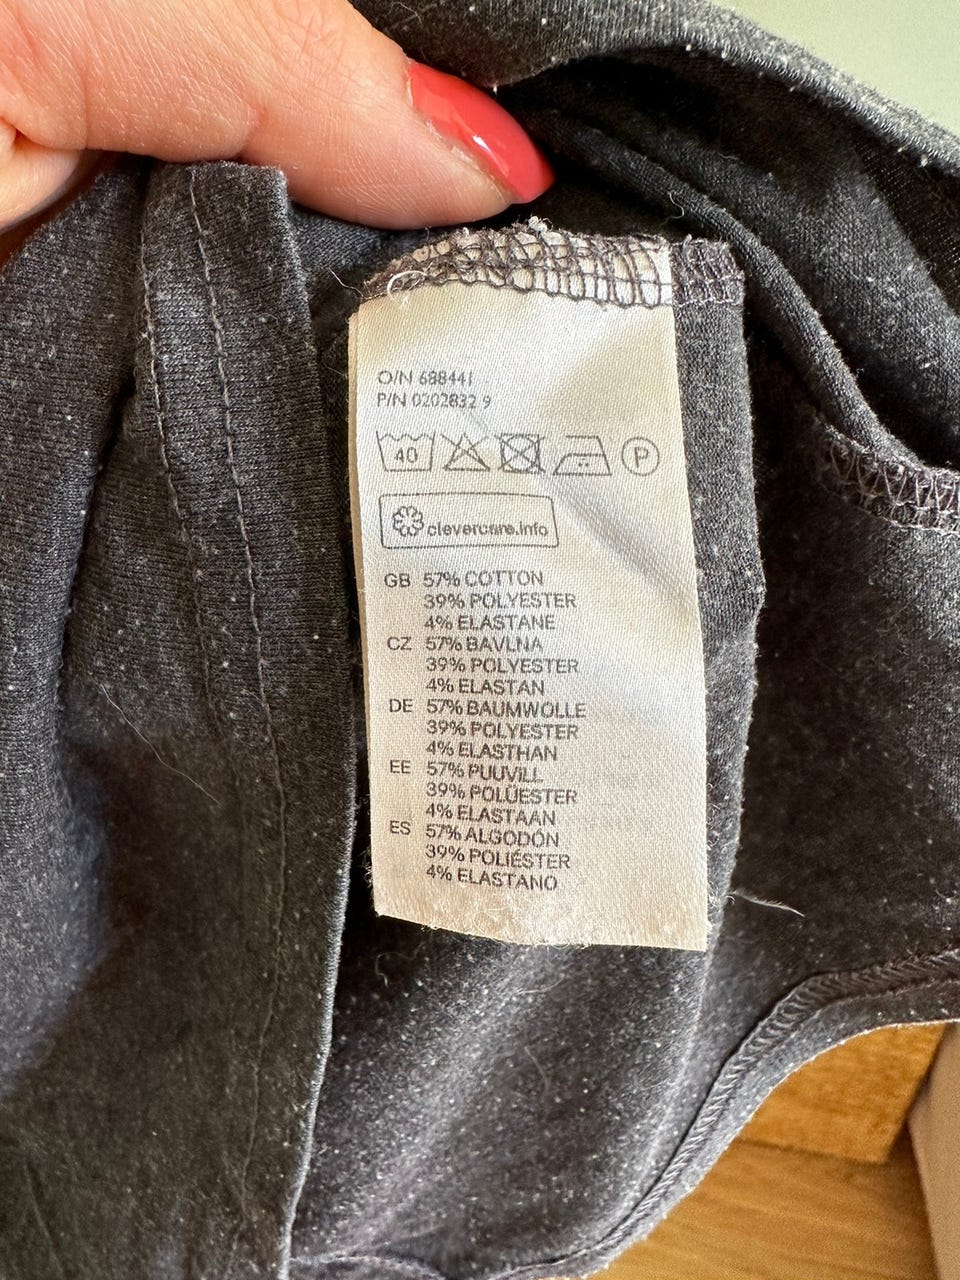 O/N 688441
P/N 0202832 9
40 P
clevercare.info
GB 57% COTTON
39% POLYESTER
4% ELASTANE
CZ 57% BAVLNA
39% POLYESTER
4% ELASTAN
DE 57% BAUMWOLLE
39% POLYESTER
4% ELASTHAN
EE 57% PUUVILL
39% POLÜESTER
4% ELASTAAN
ES 57% ALGODÓN
39% POLIÉSTER
4% ELASTANO